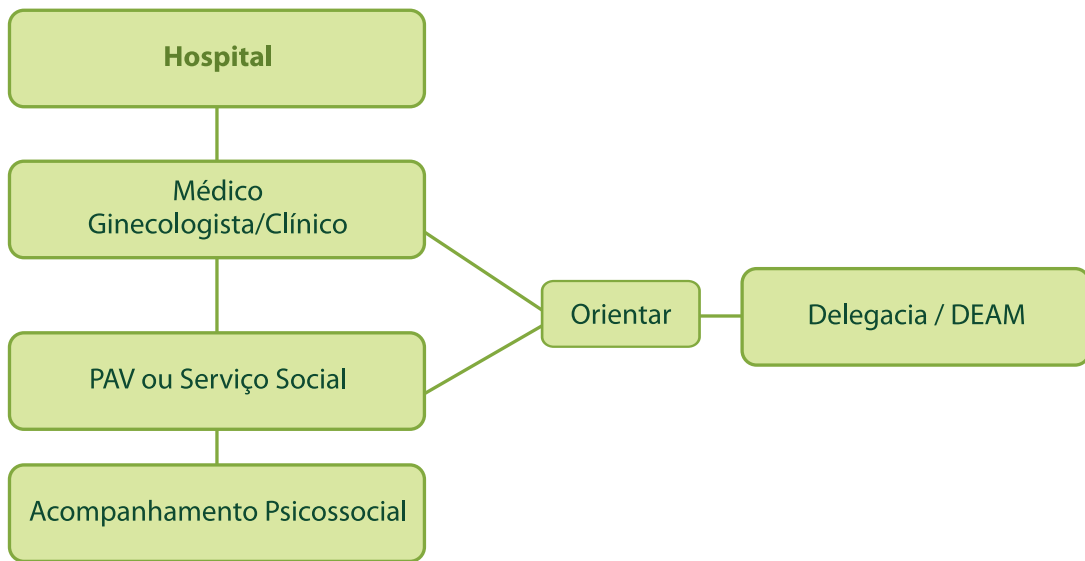 Hospital
Médico
Ginecologista/Clínico
Orientar
Delegacia / DEAM
PAV ou Serviço Social
Acompanhamento Psicossocial